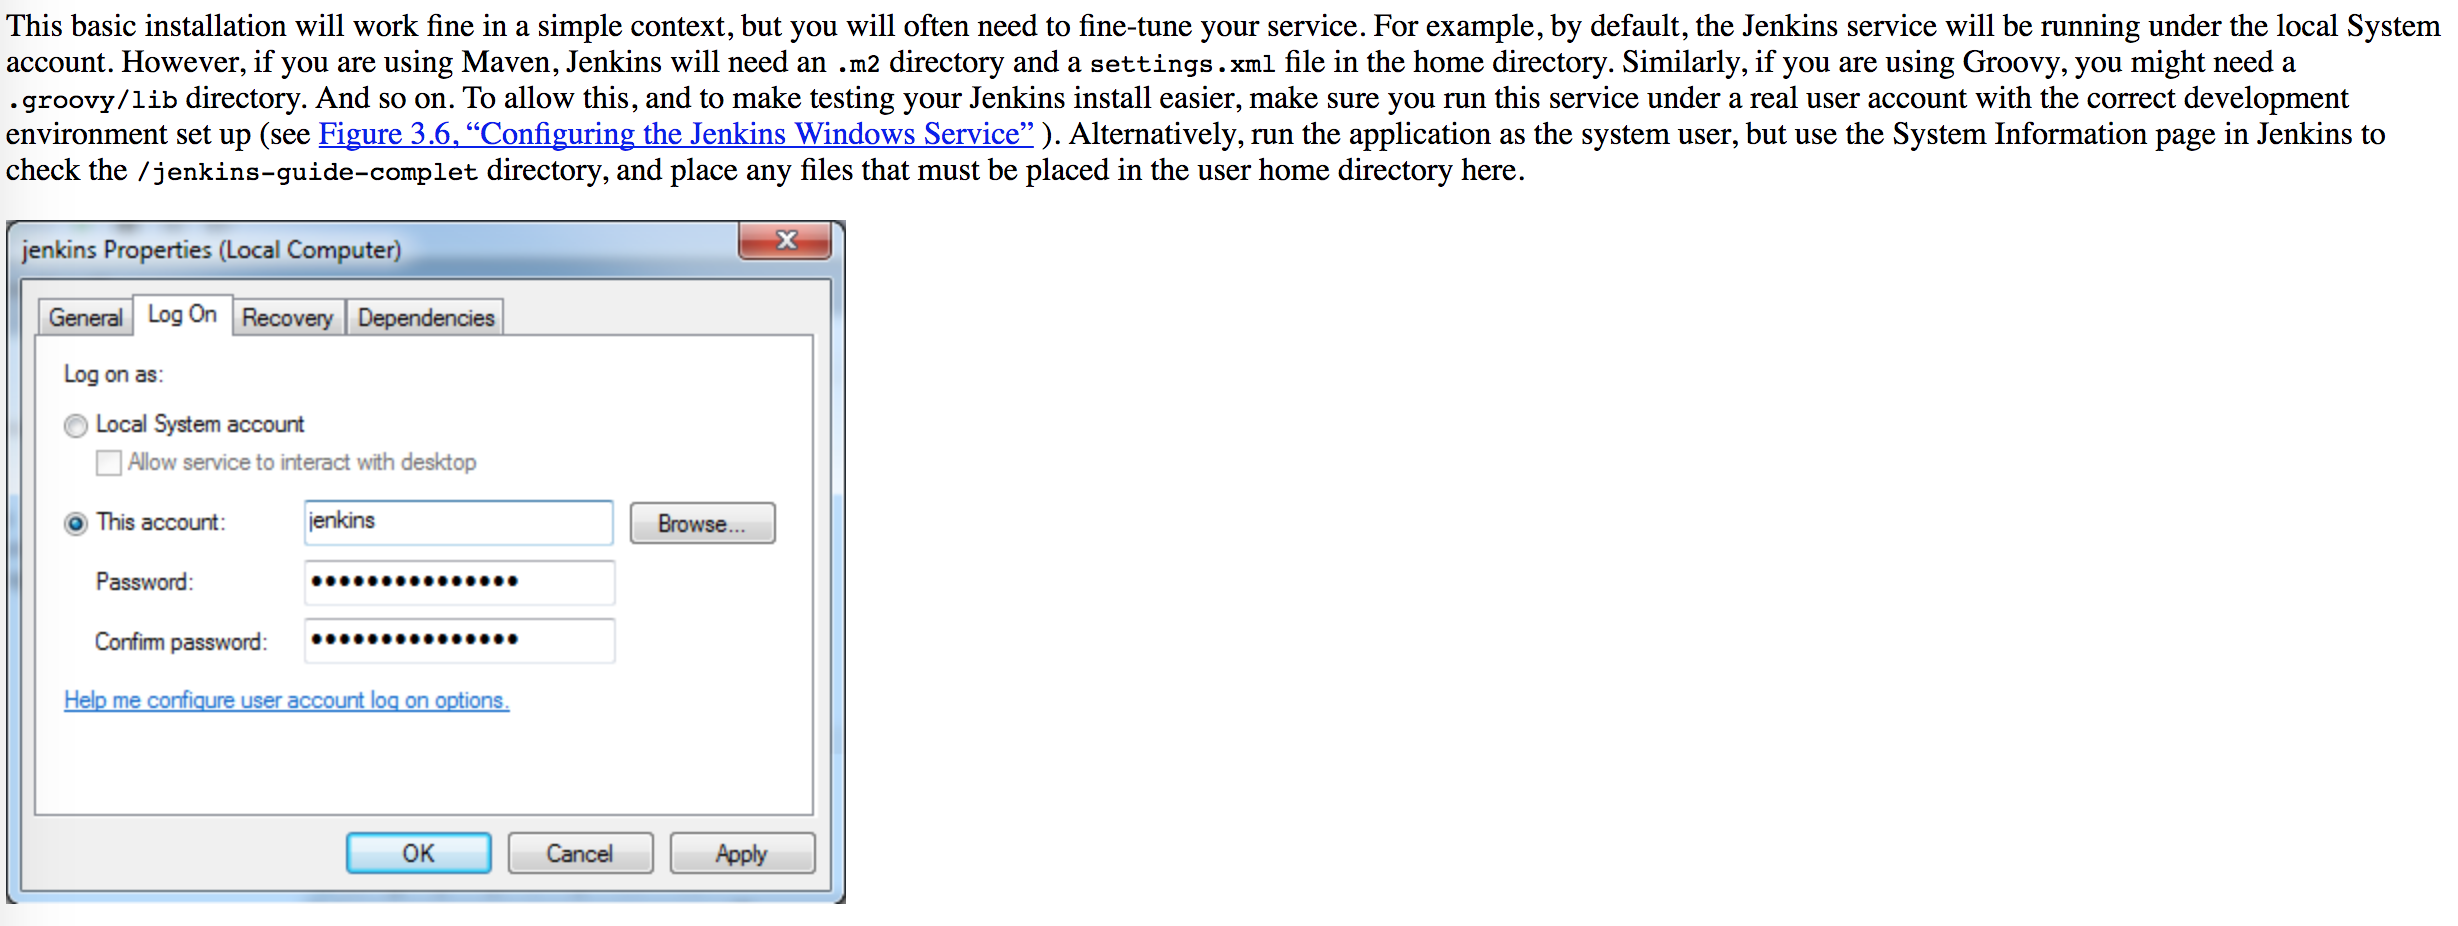 This basic installation will work fine in a simple context, but you will often need to fine-tune your service. For example, by default, the Jenkins service will be running under the local System
account. However, if you are using Maven, Jenkins will need an .m2 directory and a settings.xml file in the home directory. Similarly, if you are using Groovy, you might need a
.groovy/lib directory. And so on. To allow this, and to make testing your Jenkins install easier, make sure you run this service under a real user account with the correct development
environment set up (see Figure 3.6, “Configuring the Jenkins Windows Service” ). Alternatively, run the application as the system user, but use the System Information page in Jenkins to
check the /jenkins-guide-complet directory, and place any files that must be placed in the user home directory here.
jenkins Properties (Local Computer)
General Log On Recovery Dependencies
Log on as:
Local System account
Allow service to interact with desktop
This account: jenkins Browse...
Password: •••••••••••••••
Confirm password: •••••••••••••••
Help me configure user account log on options.
OK Cancel Apply